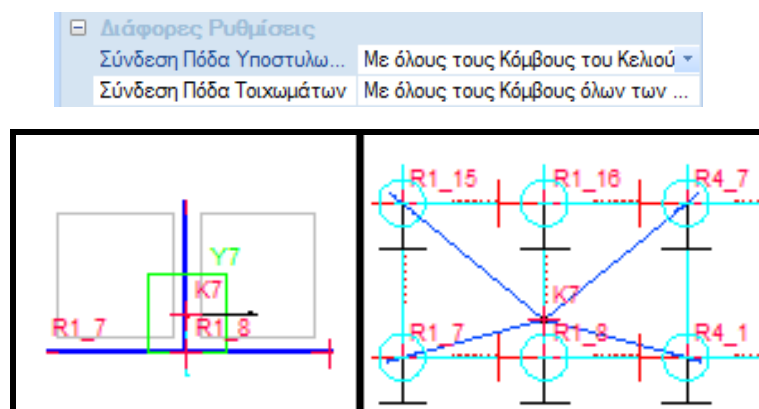 Διάφορες Ρυθμίσεις
Σύνδεση Πόδα Υποστυλω... Με όλους τους Κόμβους του Κελιού
Σύνδεση Πόδα Τοιχωμάτων Με όλους τους Κόμβους όλων των ...
Y7
K7
R1_7 R1_8
R1_15 R1_16 R4_7
K7
R1_7 R1_8 R4_1